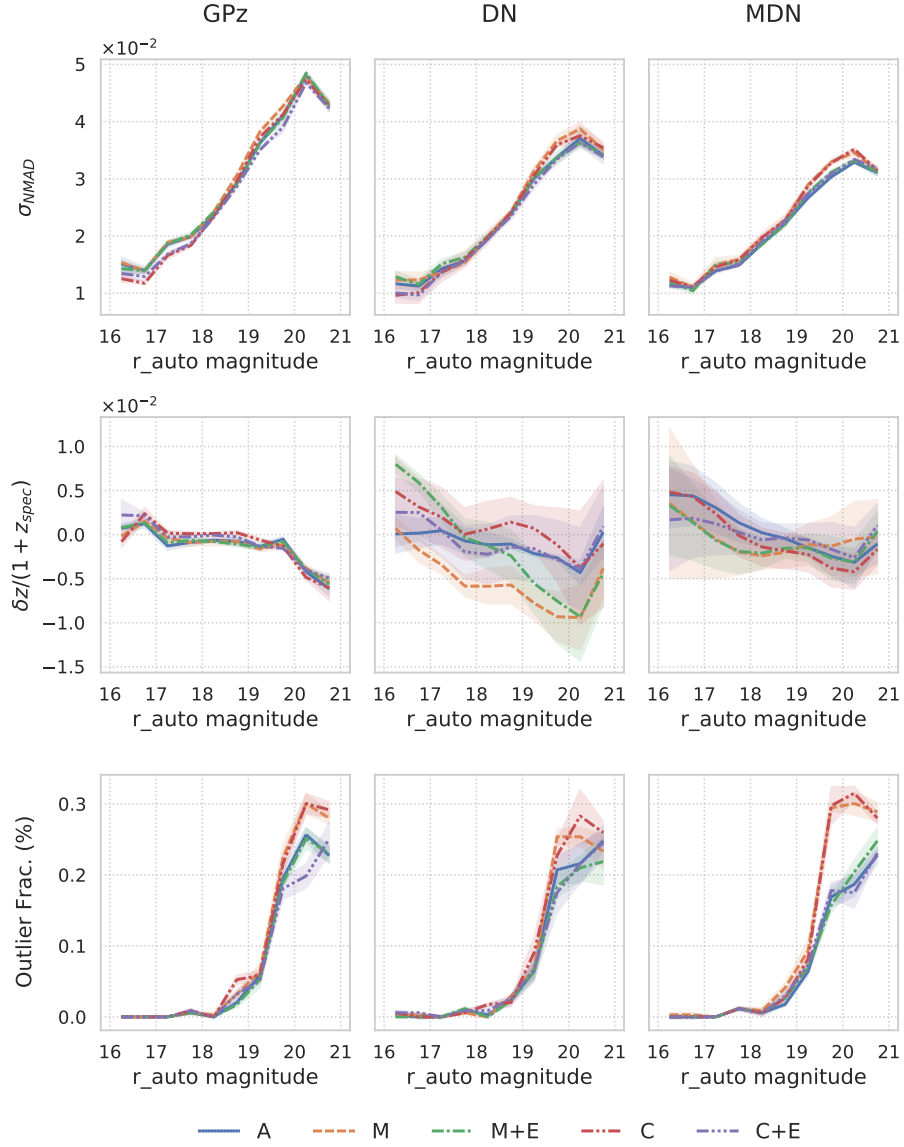 GPz DN MDN
×10⁻²
5
4
3
2
1
σ_NMAD
16 17 18 19 20 21 16 17 18 19 20 21 16 17 18 19 20 21
r_auto magnitude r_auto magnitude r_auto magnitude
×10⁻²
1.0
0.5
0.0
−0.5
−1.0
−1.5
δz/(1 + z_spec)
16 17 18 19 20 21 16 17 18 19 20 21 16 17 18 19 20 21
r_auto magnitude r_auto magnitude r_auto magnitude
0.3
0.2
0.1
0.0
Outlier Frac. (%)
16 17 18 19 20 21 16 17 18 19 20 21 16 17 18 19 20 21
r_auto magnitude r_auto magnitude r_auto magnitude
A M M+E C C+E